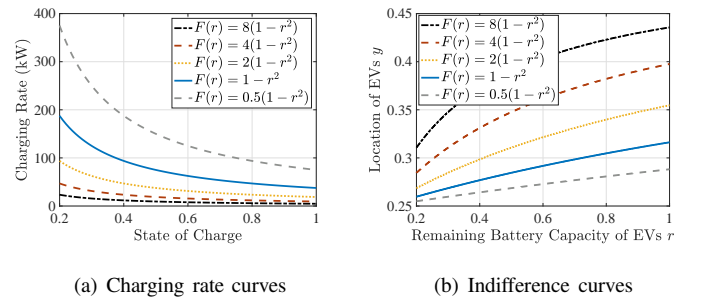 400
300
200
100
0
Charging Rate (kW)
F(r) = 8(1−r²)
F(r) = 4(1−r²)
F(r) = 2(1−r²)
F(r) = 1−r²
F(r) = 0.5(1−r²)
0.2 0.4 0.6 0.8 1
State of Charge
(a) Charging rate curves
0.45
0.4
0.35
0.3
0.25
Location of EVs y
F(r) = 8(1−r²)
F(r) = 4(1−r²)
F(r) = 2(1−r²)
F(r) = 1−r²
F(r) = 0.5(1−r²)
0.2 0.4 0.6 0.8 1
Remaining Battery Capacity of EVs r
(b) Indifference curves